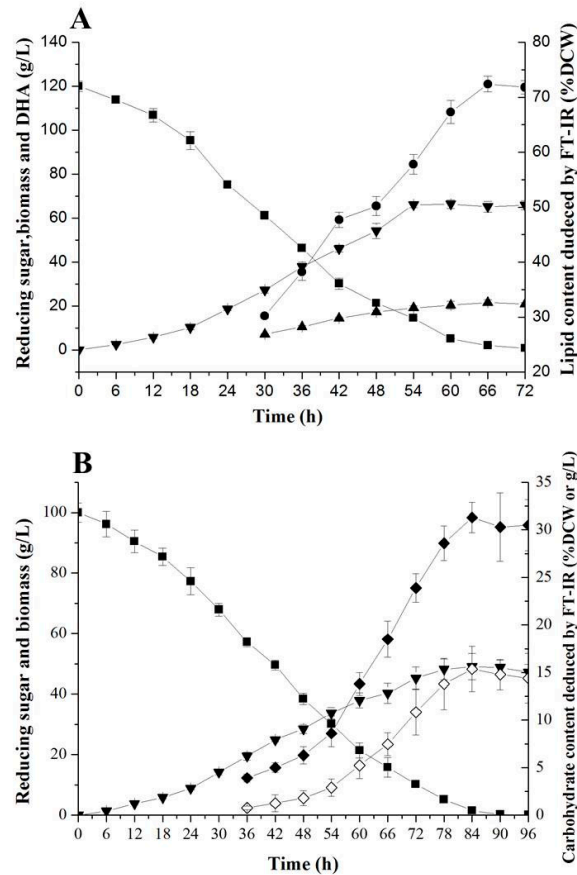 A
Reducing sugar,biomass and DHA (g/L)
140
120
100
80
60
40
20
0
0 6 12 18 24 30 36 42 48 54 60 66 72
Time (h)
80
70
60
50
40
30
20
Lipid content dudeced by FT-IR (%DCW)
B
Reducing sugar and biomass (g/L)
100
80
60
40
20
0
0 6 12 18 24 30 36 42 48 54 60 66 72 78 84 90 96
Time (h)
35
30
25
20
15
10
5
0
Carbohydrate content deduced by FT-IR (%DCW or g/L)